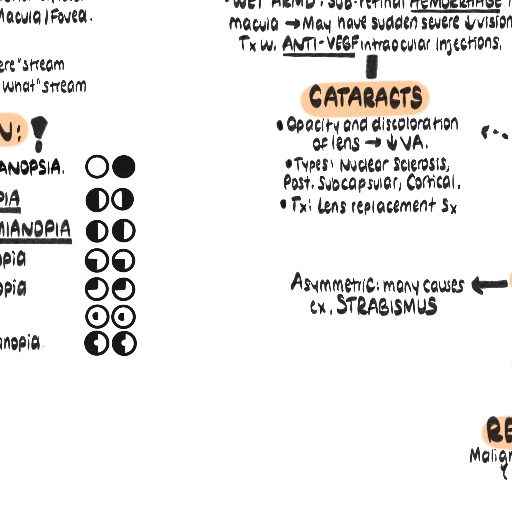 Macula/Fovea.
ere" stream
what" stream
N:!
ANOPSIA.
PIA
MIANOPIA
opia
opia
anopia.
WET ARMD: Sub-retinal HEMORRHAGE
macula → May have sudden severe ↓ vision
Tx w. ANTI-VEGF intraocular injections.
CATARACTS
• Opacity and discoloration
of lens → ↓ VA.
• Types: Nuclear Sclerosis,
Post. Subcapsular, Cortical.
• Tx: Lens replacement Sx
Asymmetric: many causes
ex. STRABISMUS
RE
Malign